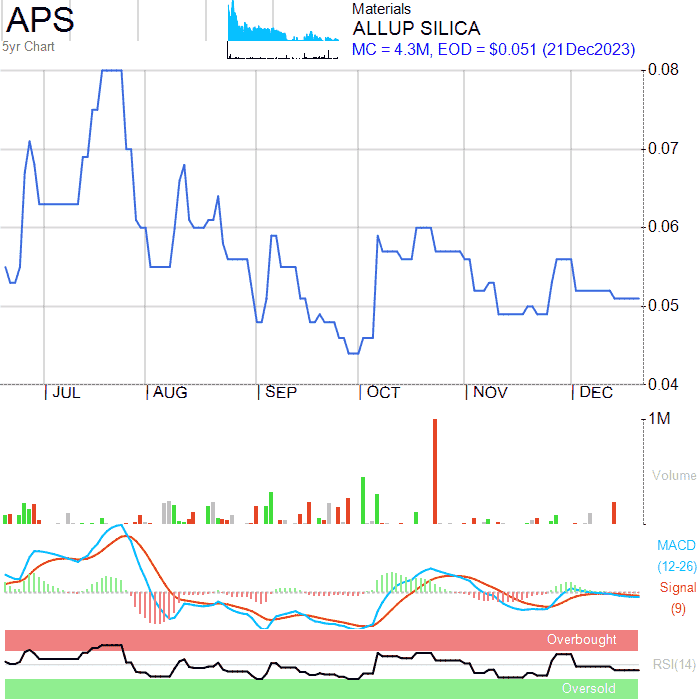 APS
5yr Chart
Materials
ALLUP SILICA
MC = 4.3M, EOD = $0.051 (21Dec2023)
0.08
0.07
0.06
0.05
0.04
JUL AUG SEP OCT NOV DEC
1M
Volume
MACD
(12-26)
Signal
(9)
Overbought
RSI(14)
Oversold